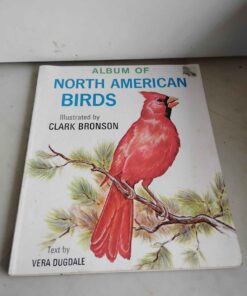 ALBUM OF
NORTH AMERICAN
BIRDS
Illustrated by
CLARK BRONSON
Text by
VERA DUGDALE